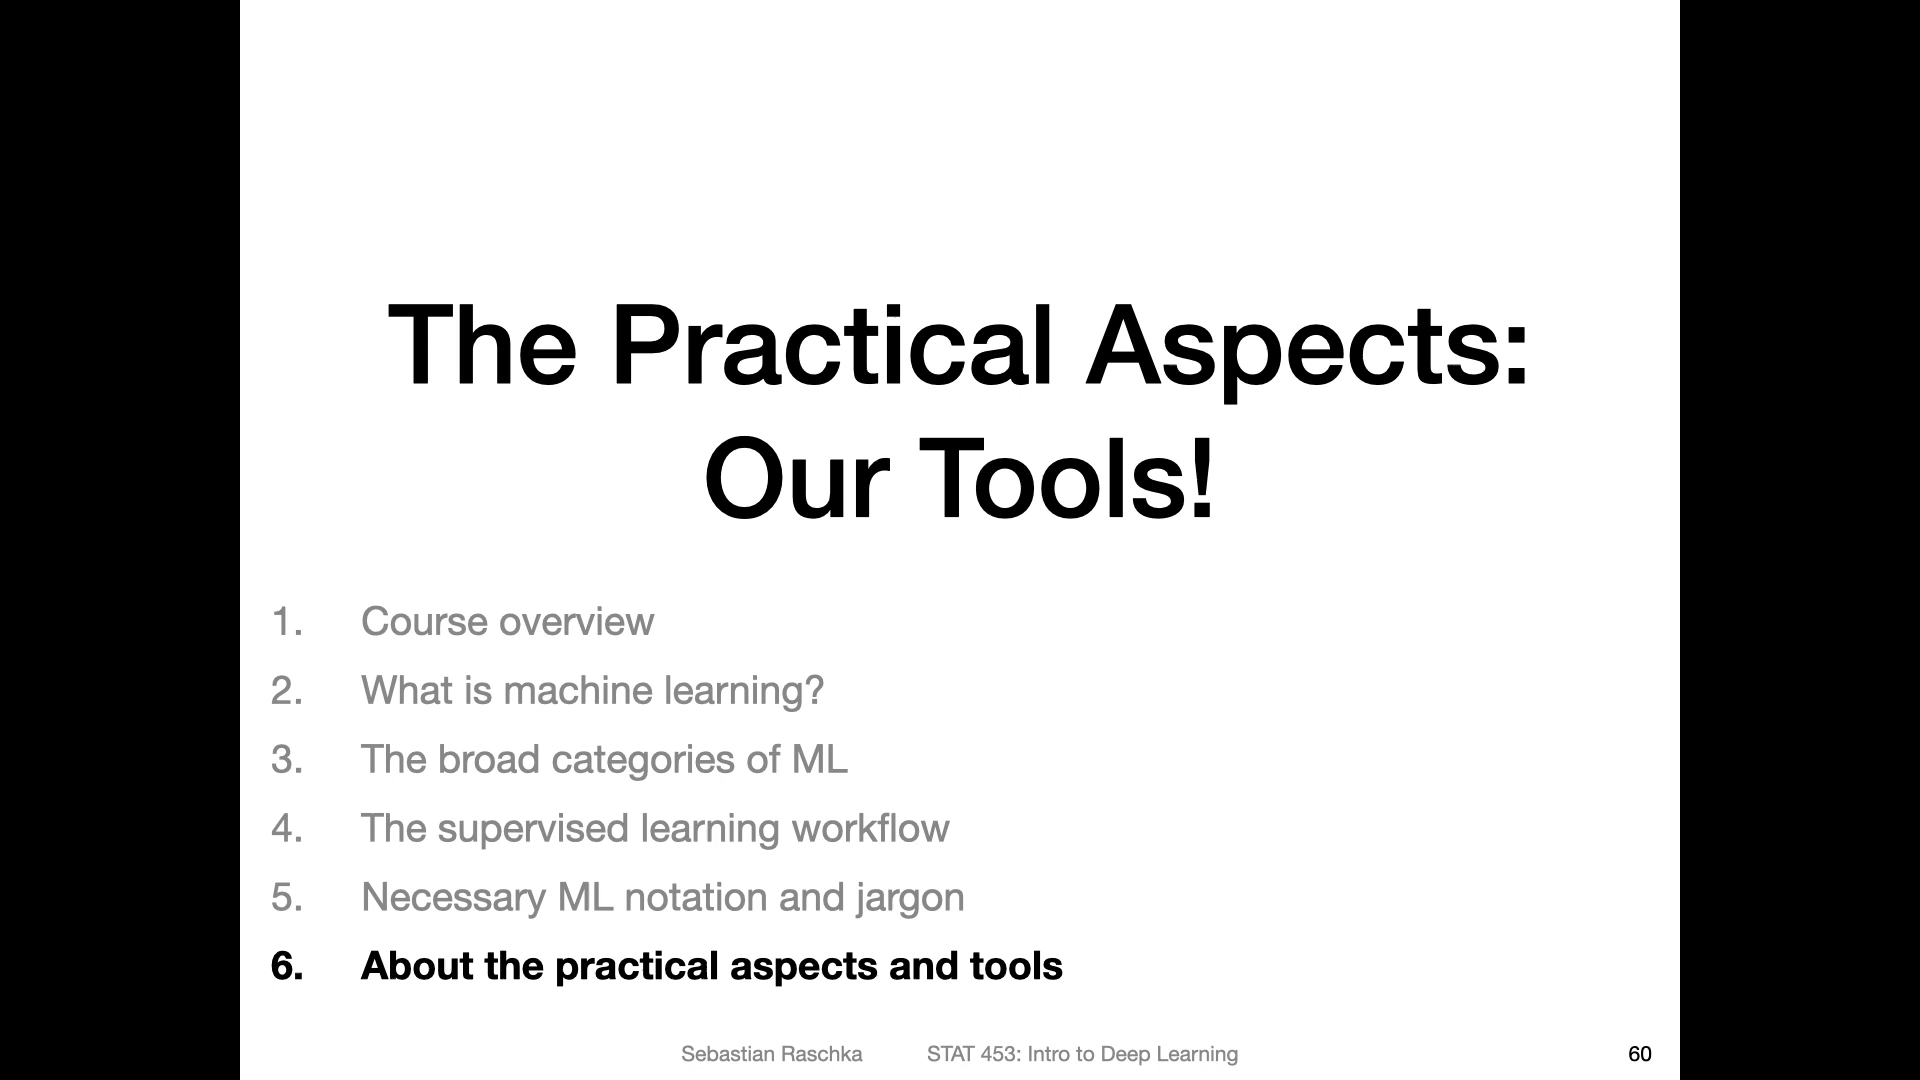 The Practical Aspects:
Our Tools!
1. Course overview
2. What is machine learning?
3. The broad categories of ML
4. The supervised learning workflow
5. Necessary ML notation and jargon
6. About the practical aspects and tools
Sebastian Raschka STAT 453: Intro to Deep Learning 60